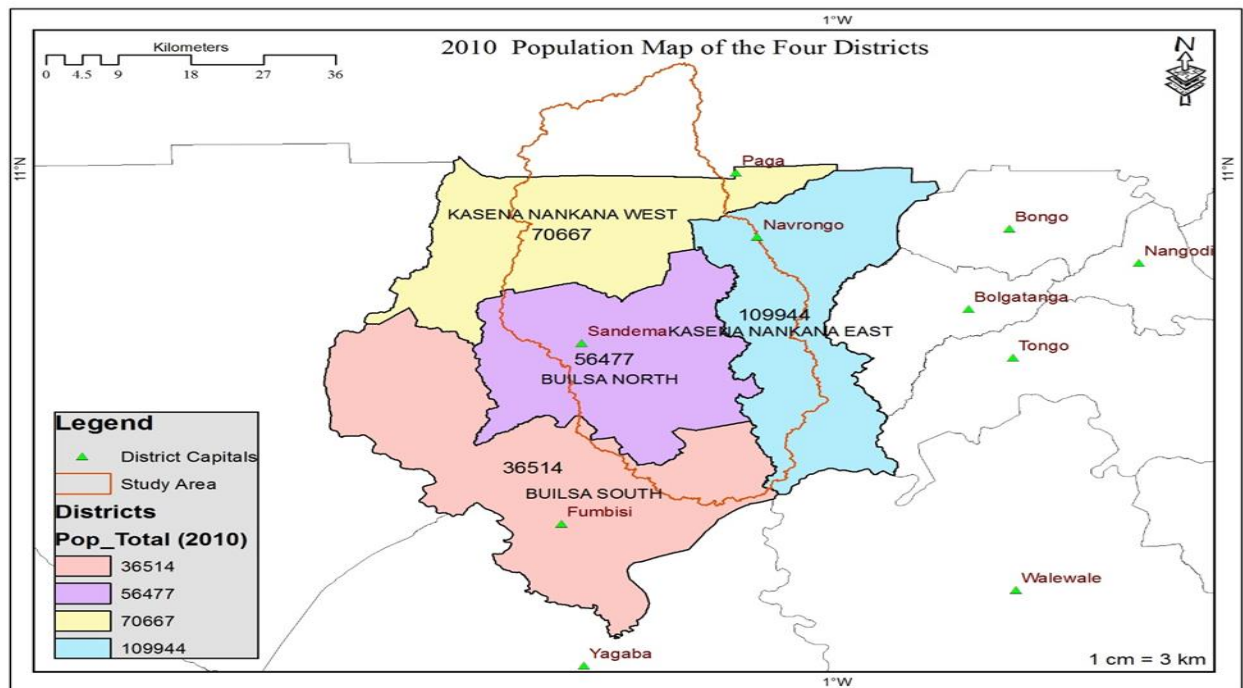 1°W
Kilometers
0 4.5 9 18 27 36
2010 Population Map of the Four Districts
N
11°N
11°N
Paga
KASENA NANKANA WEST
70667
Navrongo
Bongo
Nangodi
Bolgatanga
109944
Sandema
KASENA NANKANA EAST
Tongo
56477
BUILSA NORTH
36514
BUILSA SOUTH
Fumbisi
Legend
District Capitals
Study Area
Districts
Pop_Total (2010)
36514
56477
70667
109944
Walewale
Yagaba
1 cm = 3 km
1°W